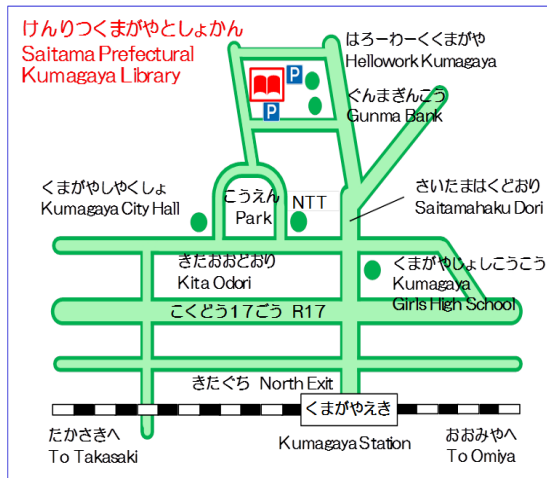 けんりつくまがやとしょかん
Saitama Prefectural
Kumagaya Library
はろーわーくくまがや
Hellowork Kumagaya
P
P
ぐんまぎんこう
Gunma Bank
くまがやしやくしょ
Kumagaya City Hall
こうえん
Park
NTT
さいたまはくどおり
Saitamahaku Dori
きたおおどおり
Kita Odori
くまがやじょしこうこう
Kumagaya
Girls High School
こくどう17ごう R17
きたぐち North Exit
くまがやえき
Kumagaya Station
たかさきへ
To Takasaki
おおみやへ
To Omiya